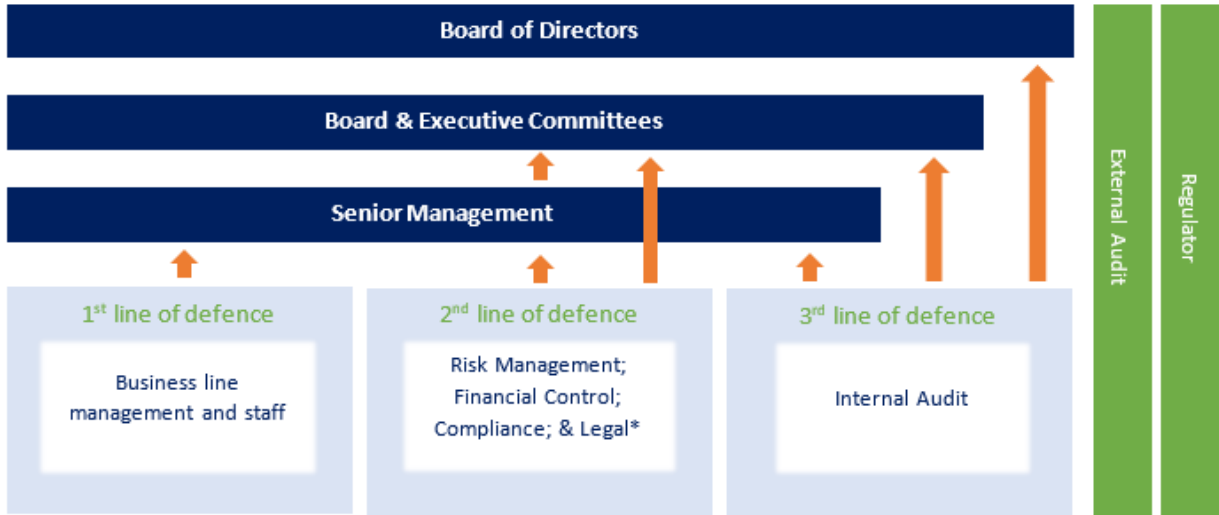 Board of Directors
Board & Executive Committees
Senior Management
1st line of defence
Business line
management and staff
2nd line of defence
Risk Management;
Financial Control;
Compliance; & Legal*
3rd line of defence
Internal Audit
External Audit
Regulator